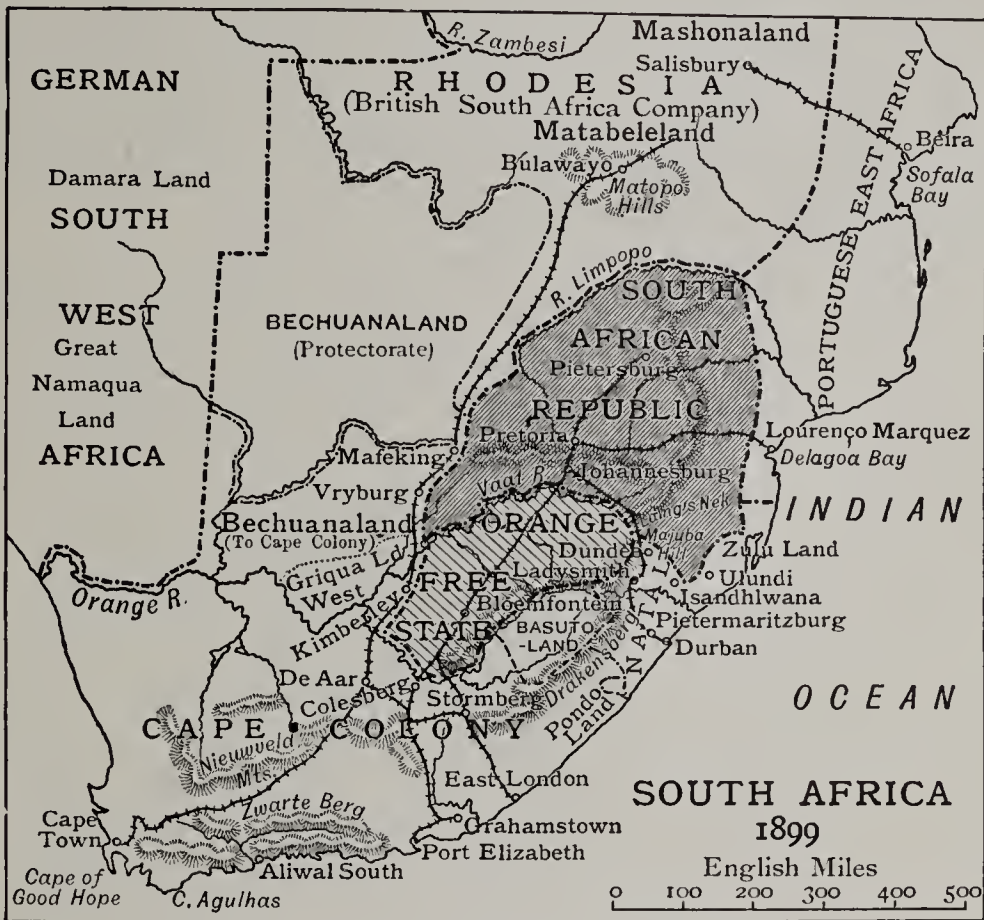 R. Zambesi
Mashonaland
Salisbury
GERMAN
RHODESIA
(British South Africa Company)
Matabeleland
Beira
Bulawayo
Matopo
Hills
Sofala
Bay
Damara Land
SOUTH
PORTUGUESE EAST AFRICA
R. Limpopo
SOUTH
WEST
BECHUANALAND
(Protectorate)
AFRICAN
Great
Pietersburg
Namaqua
REPUBLIC
Land
Pretoria
Lourenço Marquez
AFRICA
Mafeking
Delagoa Bay
Vaal R.
Johannesburg
Vryburg
Laing's Nek
INDIAN
Bechuanaland
(To Cape Colony)
ORANGE
Majuba
Hill
Dundee
Zulu Land
Griqua Ld
West
FREE
Ladysmith
Ulundi
Orange R.
Isandhlwana
Kimberley
Bloemfontein
NATAL
Pietermaritzburg
STATE
BASUTO
-LAND
Durban
De Aar
Colesberg
Stormberg
Drakensberg
Pondo
Land
OCEAN
CAPE COLONY
Nieuwveld
Mts.
East London
SOUTH AFRICA
1899
Zwarte Berg
Cape
Town
Grahamstown
Port Elizabeth
English Miles
Aliwal South
Cape of
Good Hope
C. Agulhas
0 100 200 300 400 500